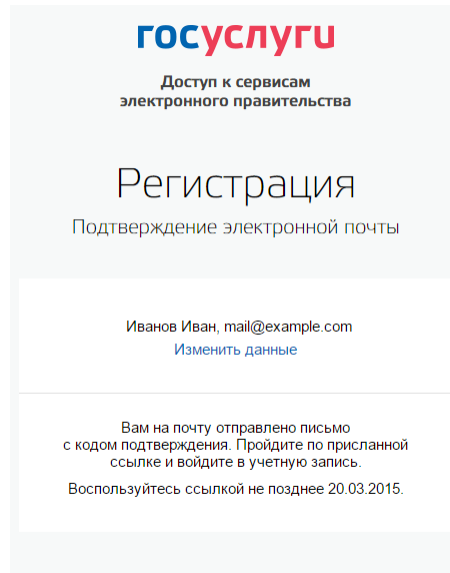 госуслуги
Доступ к сервисам
электронного правительства
Регистрация
Подтверждение электронной почты
Иванов Иван, mail@example.com
Изменить данные
Вам на почту отправлено письмо
с кодом подтверждения. Пройдите по присланной
ссылке и войдите в учетную запись.
Воспользуйтесь ссылкой не позднее 20.03.2015.